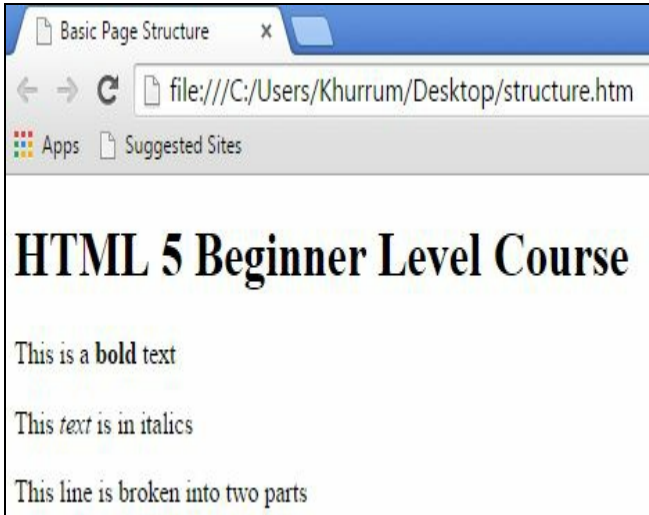 Basic Page Structure ×
file:///C:/Users/Khurrum/Desktop/structure.htm
Apps Suggested Sites
HTML 5 Beginner Level Course
This is a bold text
This text is in italics
This line is broken into two parts